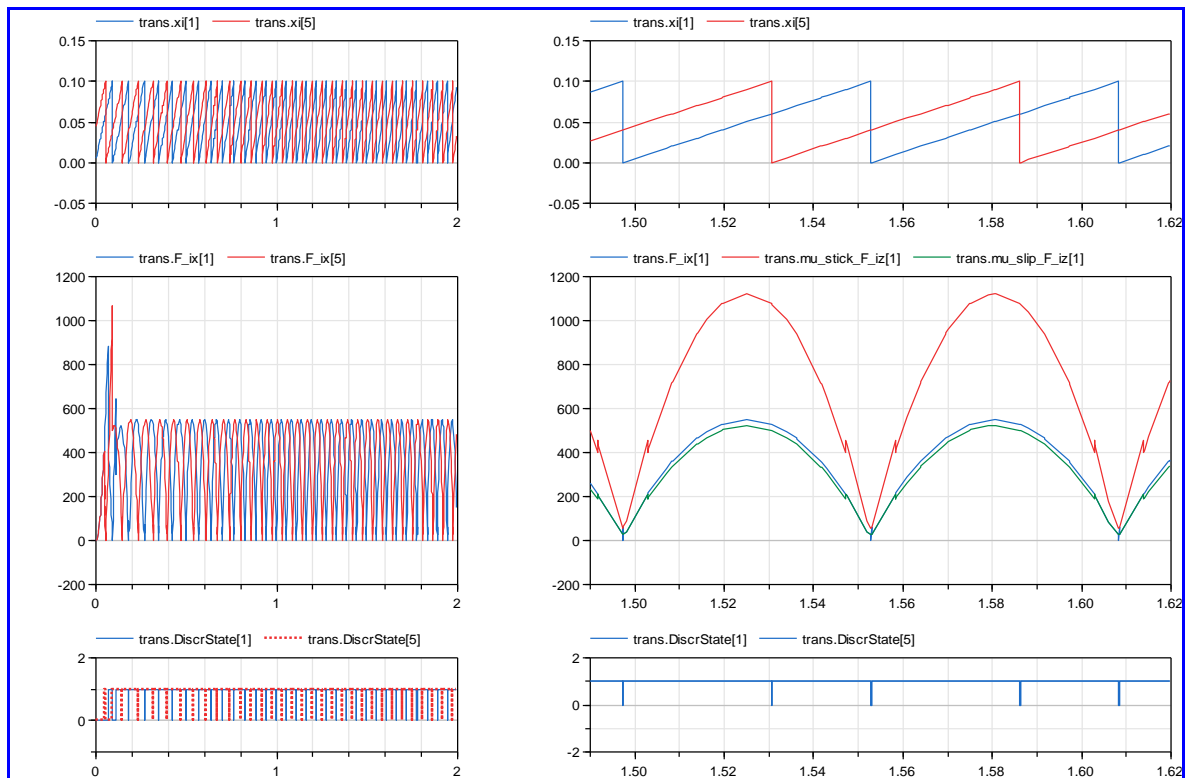 trans.xi[1] trans.xi[5]
0.15
0.10
0.05
0.00
-0.05
0 1 2
trans.xi[1] trans.xi[5]
0.15
0.10
0.05
0.00
-0.05
1.50 1.52 1.54 1.56 1.58 1.60 1.62
trans.F_ix[1] trans.F_ix[5]
1200
1000
800
600
400
200
0
-200
0 1 2
trans.F_ix[1] trans.mu_stick_F_iz[1] trans.mu_slip_F_iz[1]
1200
1000
800
600
400
200
0
-200
1.50 1.52 1.54 1.56 1.58 1.60 1.62
trans.DiscrState[1] trans.DiscrState[5]
2
0
0 1 2
trans.DiscrState[1] trans.DiscrState[5]
2
0
-2
1.50 1.52 1.54 1.56 1.58 1.60 1.62